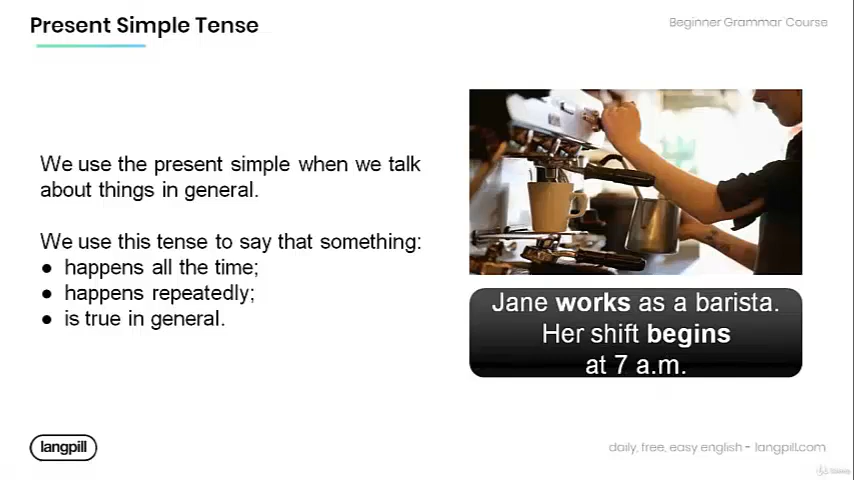 Present Simple Tense
Beginner Grammar Course
We use the present simple when we talk
about things in general.
We use this tense to say that something:
● happens all the time;
● happens repeatedly;
● is true in general.
Jane works as a barista.
Her shift begins
at 7 a.m.
langpill
daily, free, easy english - langpill.com